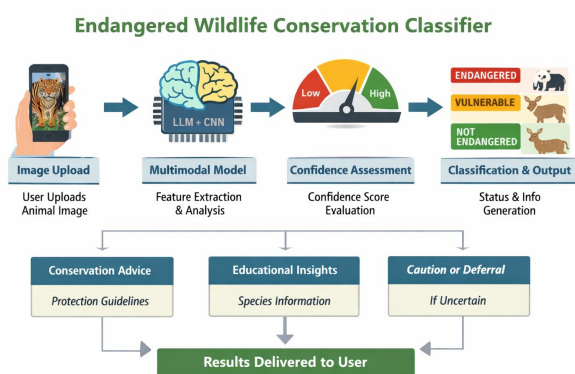 Endangered Wildlife Conservation Classifier
LLM + CNN
Low
High
ENDANGERED
VULNERABLE
NOT
ENDANGERED
Image Upload
Multimodal Model
Confidence Assessment
Classification & Output
User Uploads
Animal Image
Feature Extraction
& Analysis
Confidence Score
Evaluation
Status & Info
Generation
Conservation Advice
Protection Guidelines
Educational Insights
Species Information
Caution or Deferral
If Uncertain
Results Delivered to User